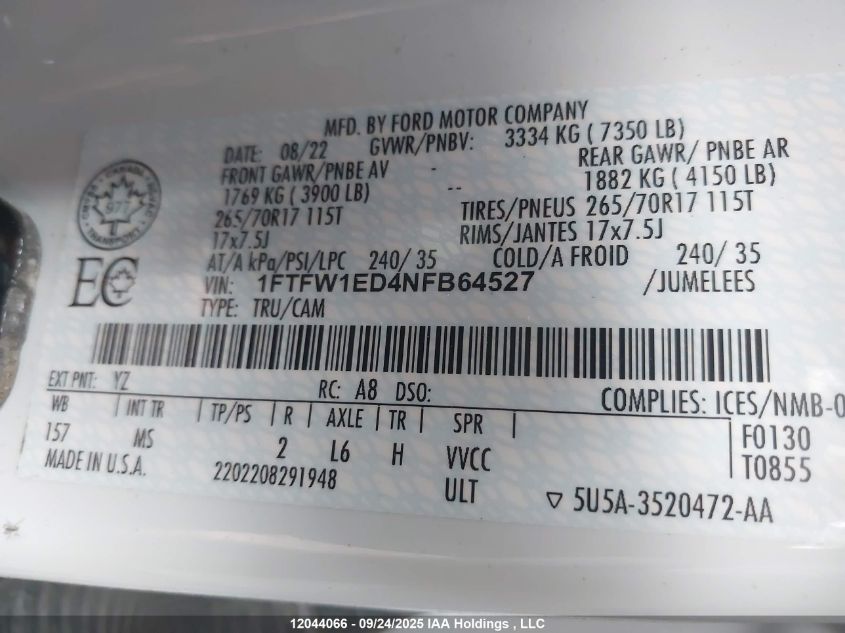 MFD. BY FORD MOTOR COMPANY
DATE: 08/22 GVWR/PNBV: 3334 KG ( 7350 LB)
FRONT GAWR/PNBE AV - REAR GAWR/ PNBE AR
1769 KG ( 3900 LB) -- 1882 KG ( 4150 LB)
265/70R17 115T TIRES/PNEUS 265/70R17 115T
17x7.5J RIMS/JANTES 17x7.5J
AT/A kPa/PSI/LPC 240/ 35 COLD/A FROID 240/ 35
VIN: 1FTFW1ED4NFB64527 /JUMELEES
TYPE: TRU/CAM
CANADA
TRANSPORT
EC
EXT PNT: YZ RC: A8 DSO: COMPLIES: ICES/NMB-0
WB INT TR TP/PS R AXLE TR SPR F0130
157 MS 2 L6 H VVCC T0855
MADE IN U.S.A. 2202208291948 ULT 5U5A-3520472-AA
12044066 - 09/24/2025 IAA Holdings , LLC